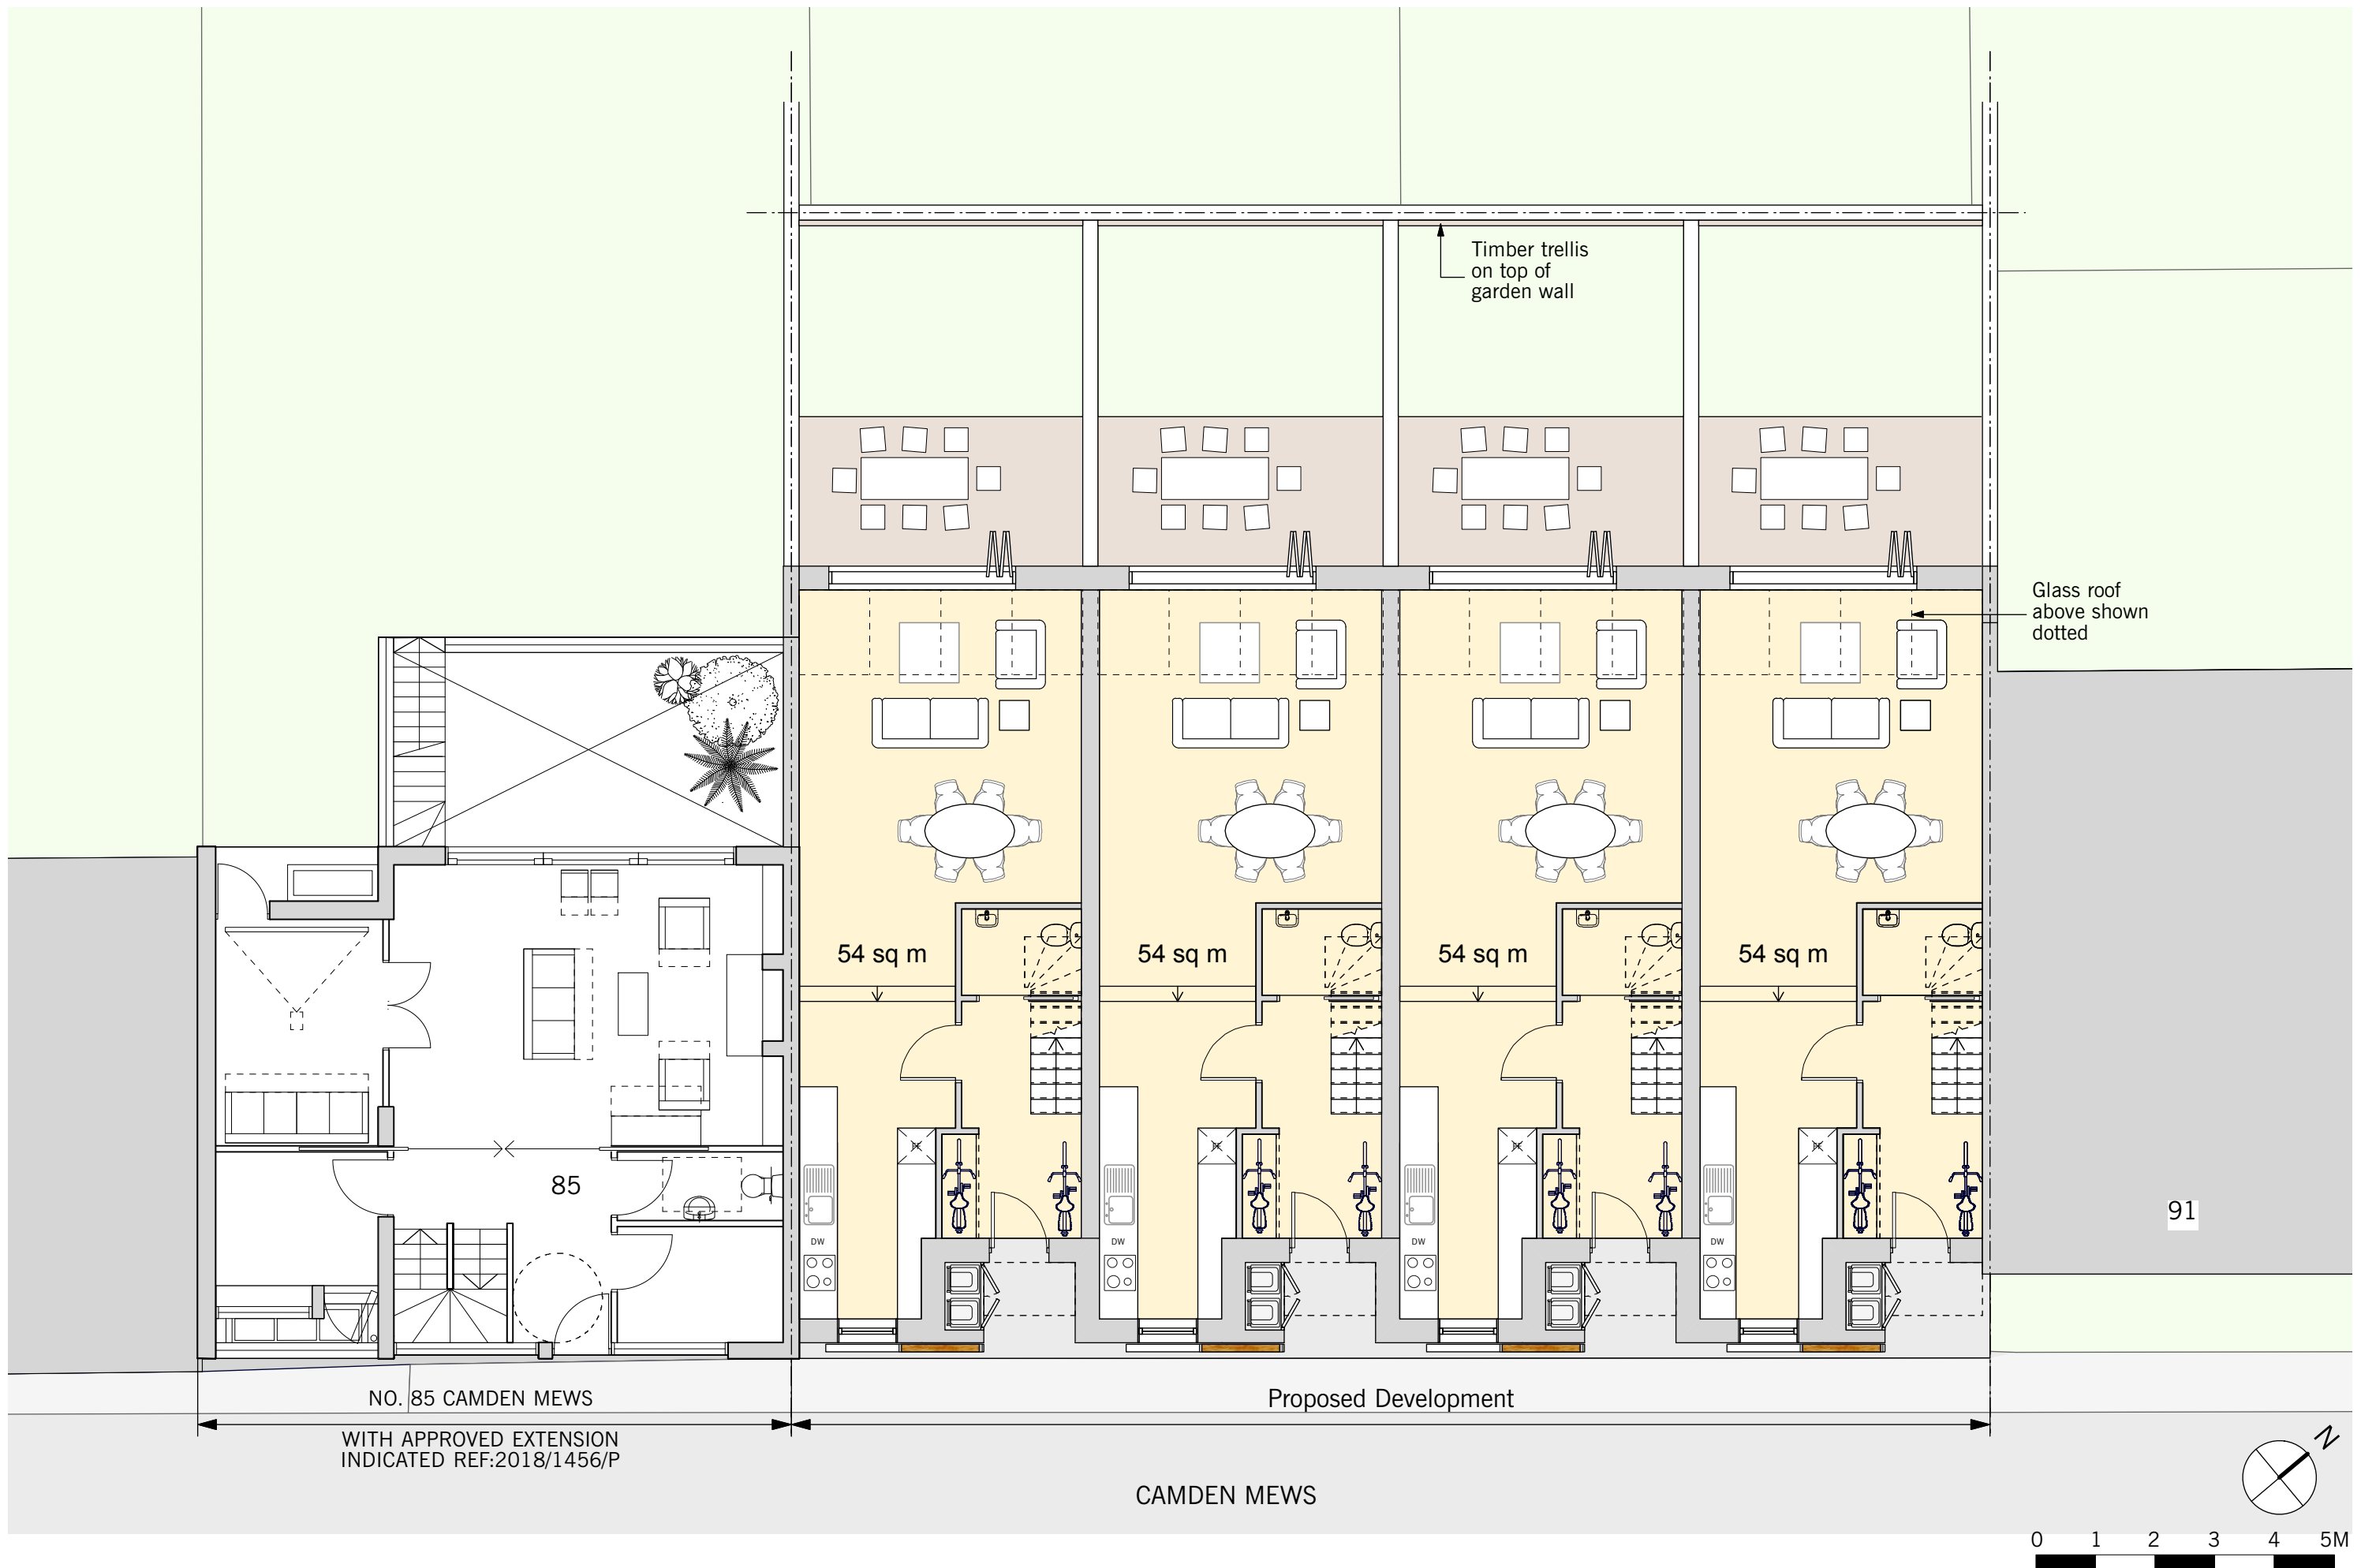 Timber trellis
on top of
garden wall
Glass roof
above shown
dotted
54 sq m
54 sq m
54 sq m
54 sq m
85
91
DW
DW
DW
DW
NO. 85 CAMDEN MEWS
Proposed Development
WITH APPROVED EXTENSION
INDICATED REF:2018/1456/P
N
CAMDEN MEWS
0 1 2 3 4 5M